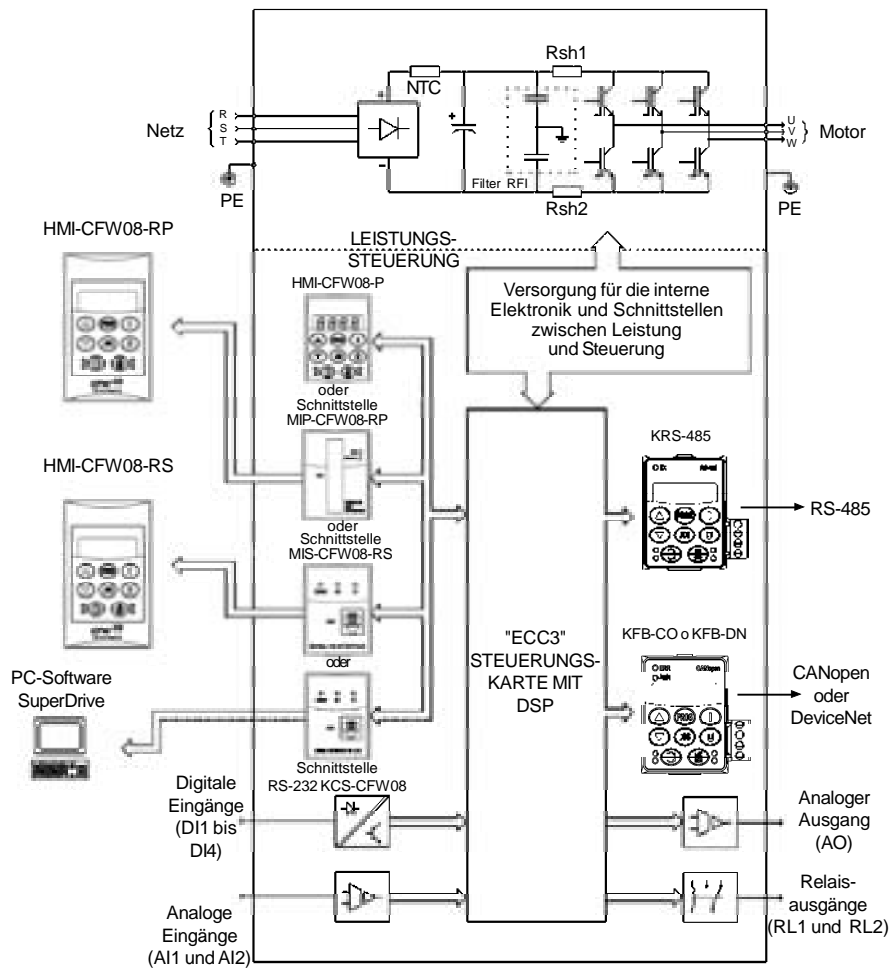 Rsh1
NTC
R
S
T
Netz
U
V
W
Motor
PE
Filter RFI
Rsh2
PE
HMI-CFW08-RP
LEISTUNGS-
STEUERUNG
HMI-CFW08-P
Versorgung für die interne
Elektronik und Schnittstellen
zwischen Leistung
und Steuerung
oder
Schnittstelle
MIP-CFW08-RP
KRS-485
HMI-CFW08-RS
oder
Schnittstelle
MIS-CFW08-RS
RS-485
oder
"ECC3"
STEUERUNGS-
KARTE MIT
DSP
KFB-CO o KFB-DN
ERR
CANopen
PROG
PC-Software
SuperDrive
CANopen
oder
DeviceNet
Schnittstelle
RS-232 KCS-CFW08
Digitale
Eingänge
(DI1 bis
DI4)
Analoger
Ausgang
(AO)
Analoge
Eingänge
(AI1 und AI2)
Relais-
ausgänge
(RL1 und RL2)